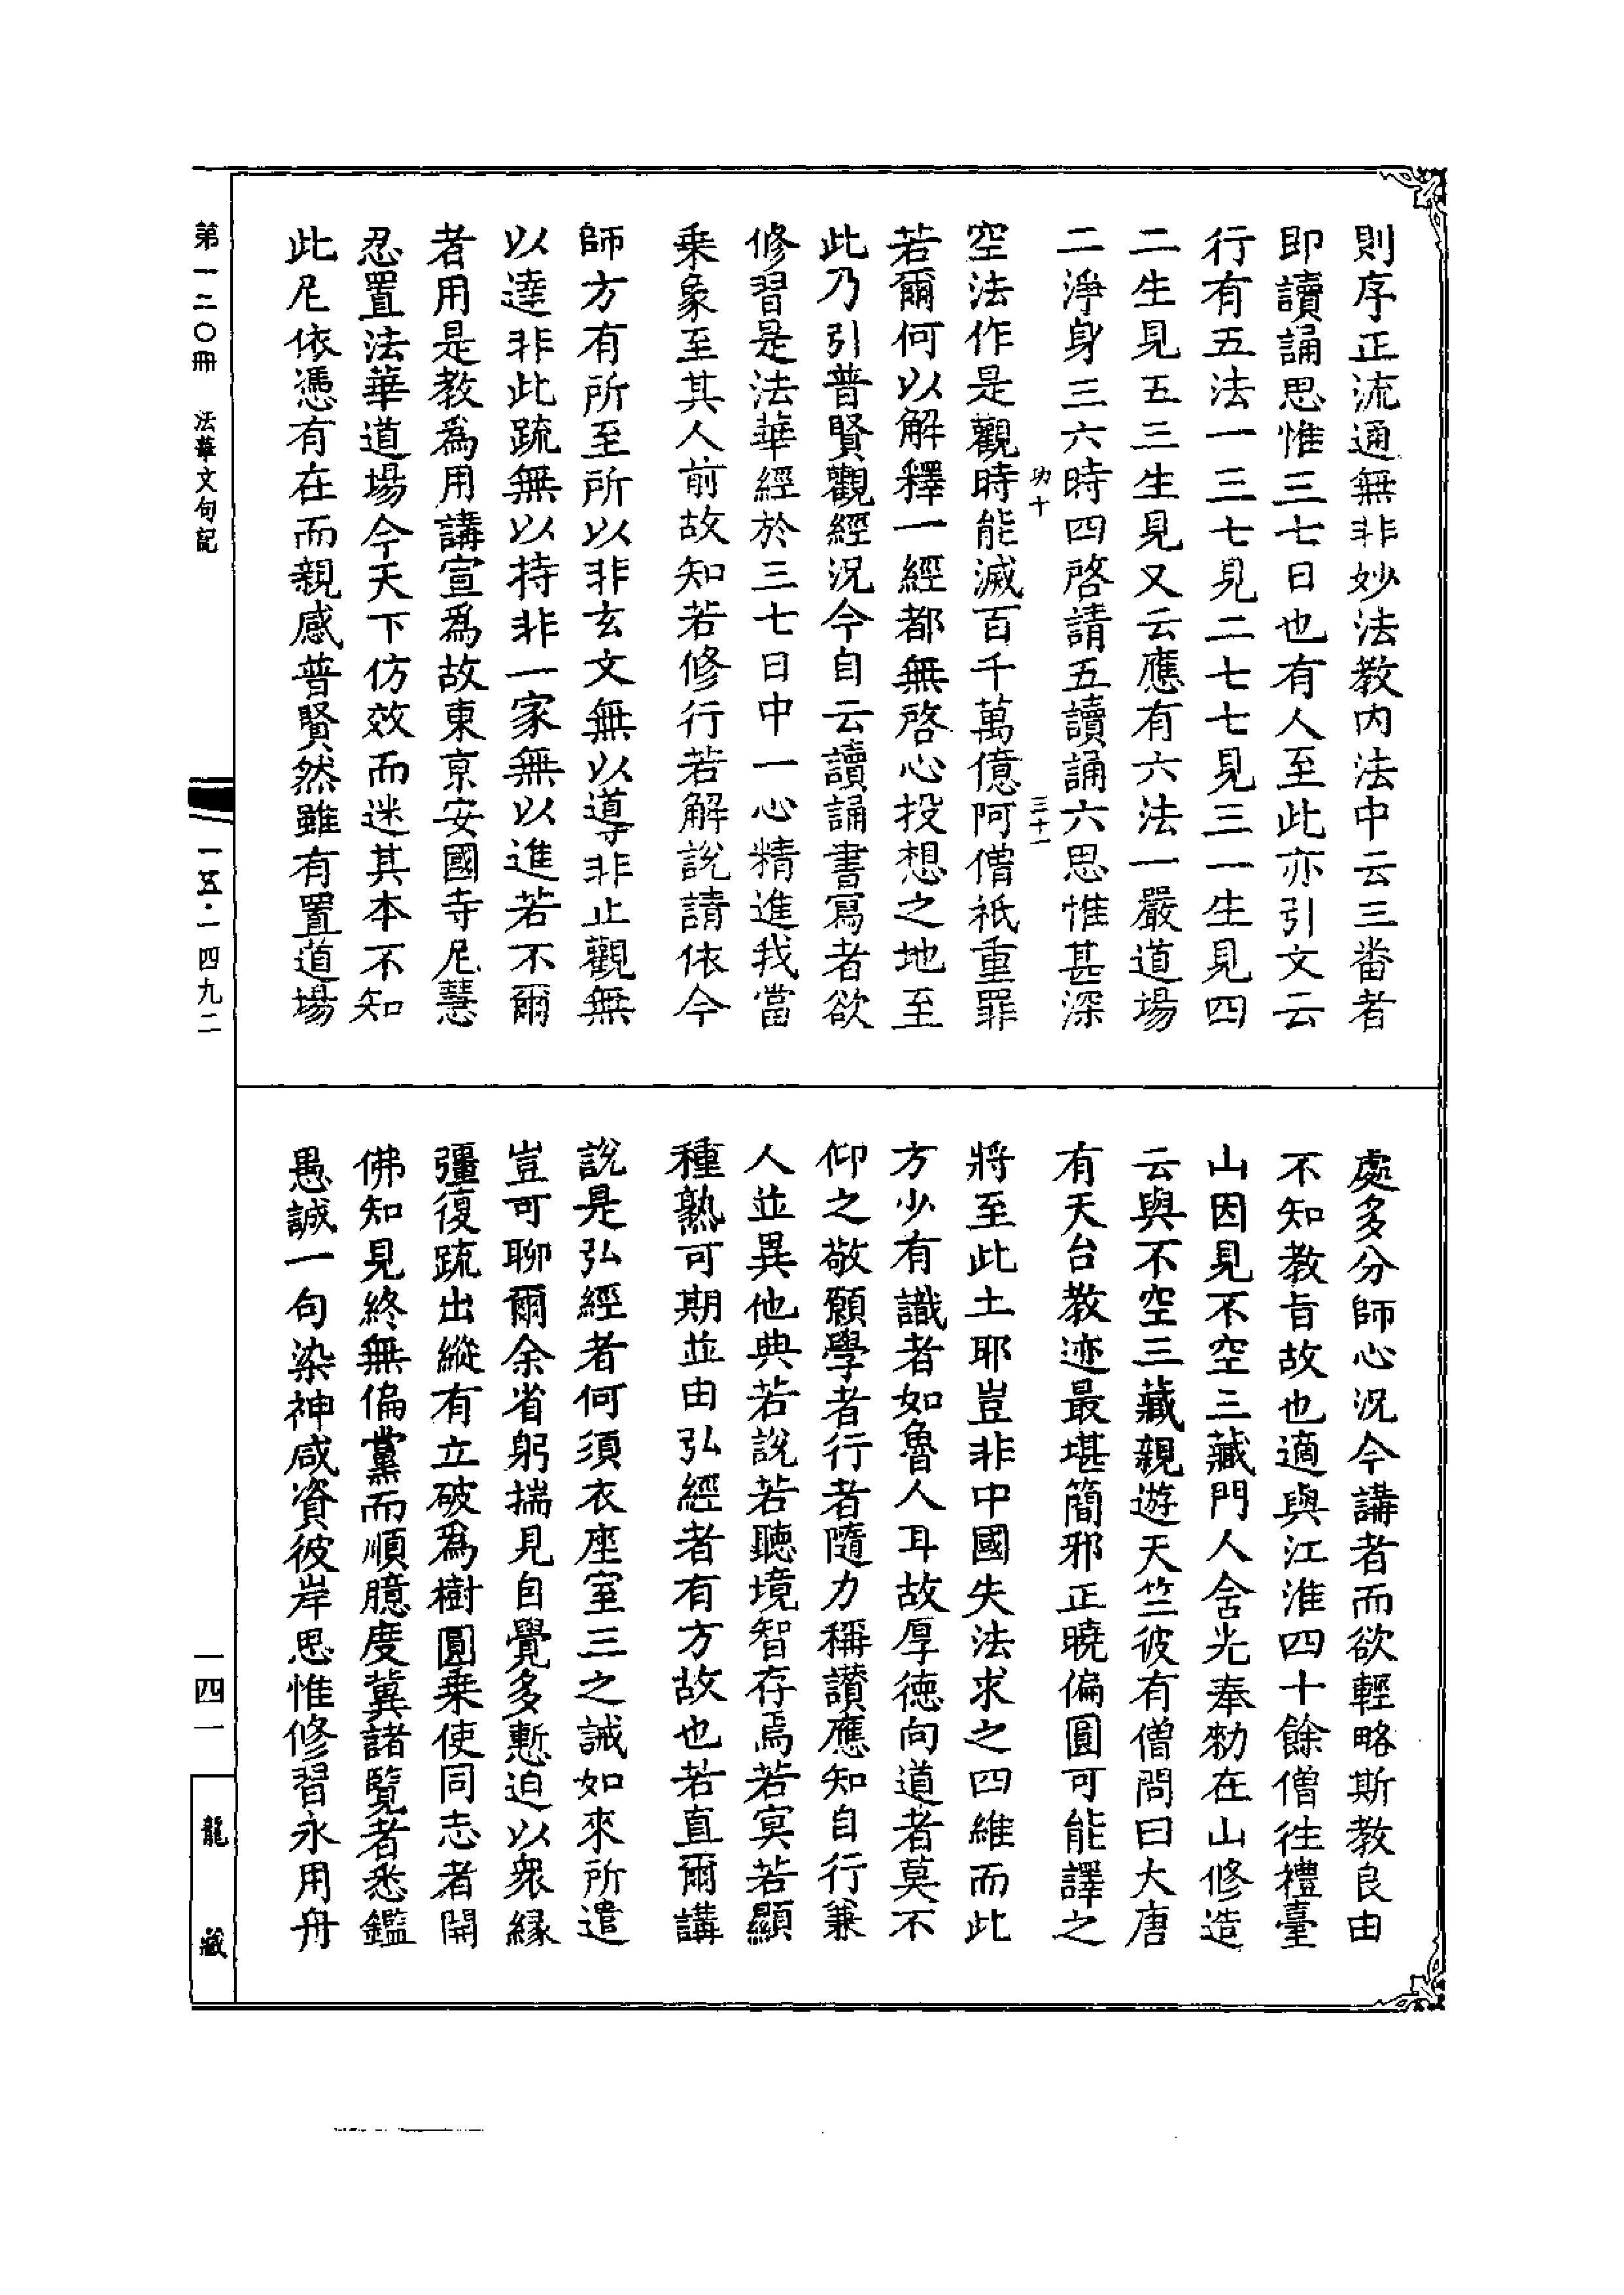 則序正流通無非妙法教內法中云三番者
即讀誦思惟三七日也有人至此亦引文云
行有五法一三七見二七七見三一生見四
二生見五三生見又云應有六法一嚴道場
二淨身三六時四啓請五讀誦六思惟甚深
功十 三十一
空法作是觀時能滅百千萬億阿僧祇重罪
若爾何以解釋一經都無啓心投想之地至
此乃引普賢觀經況今自云讀誦書寫者欲
修習是法華經於三七日中一心精進我當
乗象至其人前故知若修行若解說請依今
師方有所至所以非玄文無以導非止觀無
以達非此疏無以持非一家無以進若不爾
者用是教爲用講宣爲故東京安國寺尼慧
忍置法華道場今天下仿效而迷其本不知
此尼依憑有在而親感普賢然雖有置道場
處多分師心況今講者而欲輕略斯教良由
不知教旨故也適與江淮四十餘僧往禮臺
山因見不空三藏門人含光奉勑在山修造
云與不空三藏親遊天竺彼有僧問曰大唐
有天台教迹最堪簡邪正曉偏圓可能譯之
將至此土耶豈非中國失法求之四維而此
方少有識者如魯人耳故厚德向道者莫不
仰之敬願學者行者隨力稱讃應知自行兼
人並異他典若說若聽境智存焉若冥若顯
種熟可期並由弘經者有方故也若直爾講
說是弘經者何須衣座室三之誡如來所遣
豈可聊爾余省躬揣見自覺多慙迫以衆緣
彊復疏出縱有立破爲樹圓乗使同志者開
佛知見終無偏黨而順臆度冀諸覽者悉鑑
愚誠一句染神咸資彼岸思惟修習永用舟
第一二〇冊 法華文句記
一五·一四九二
一四一
龍藏